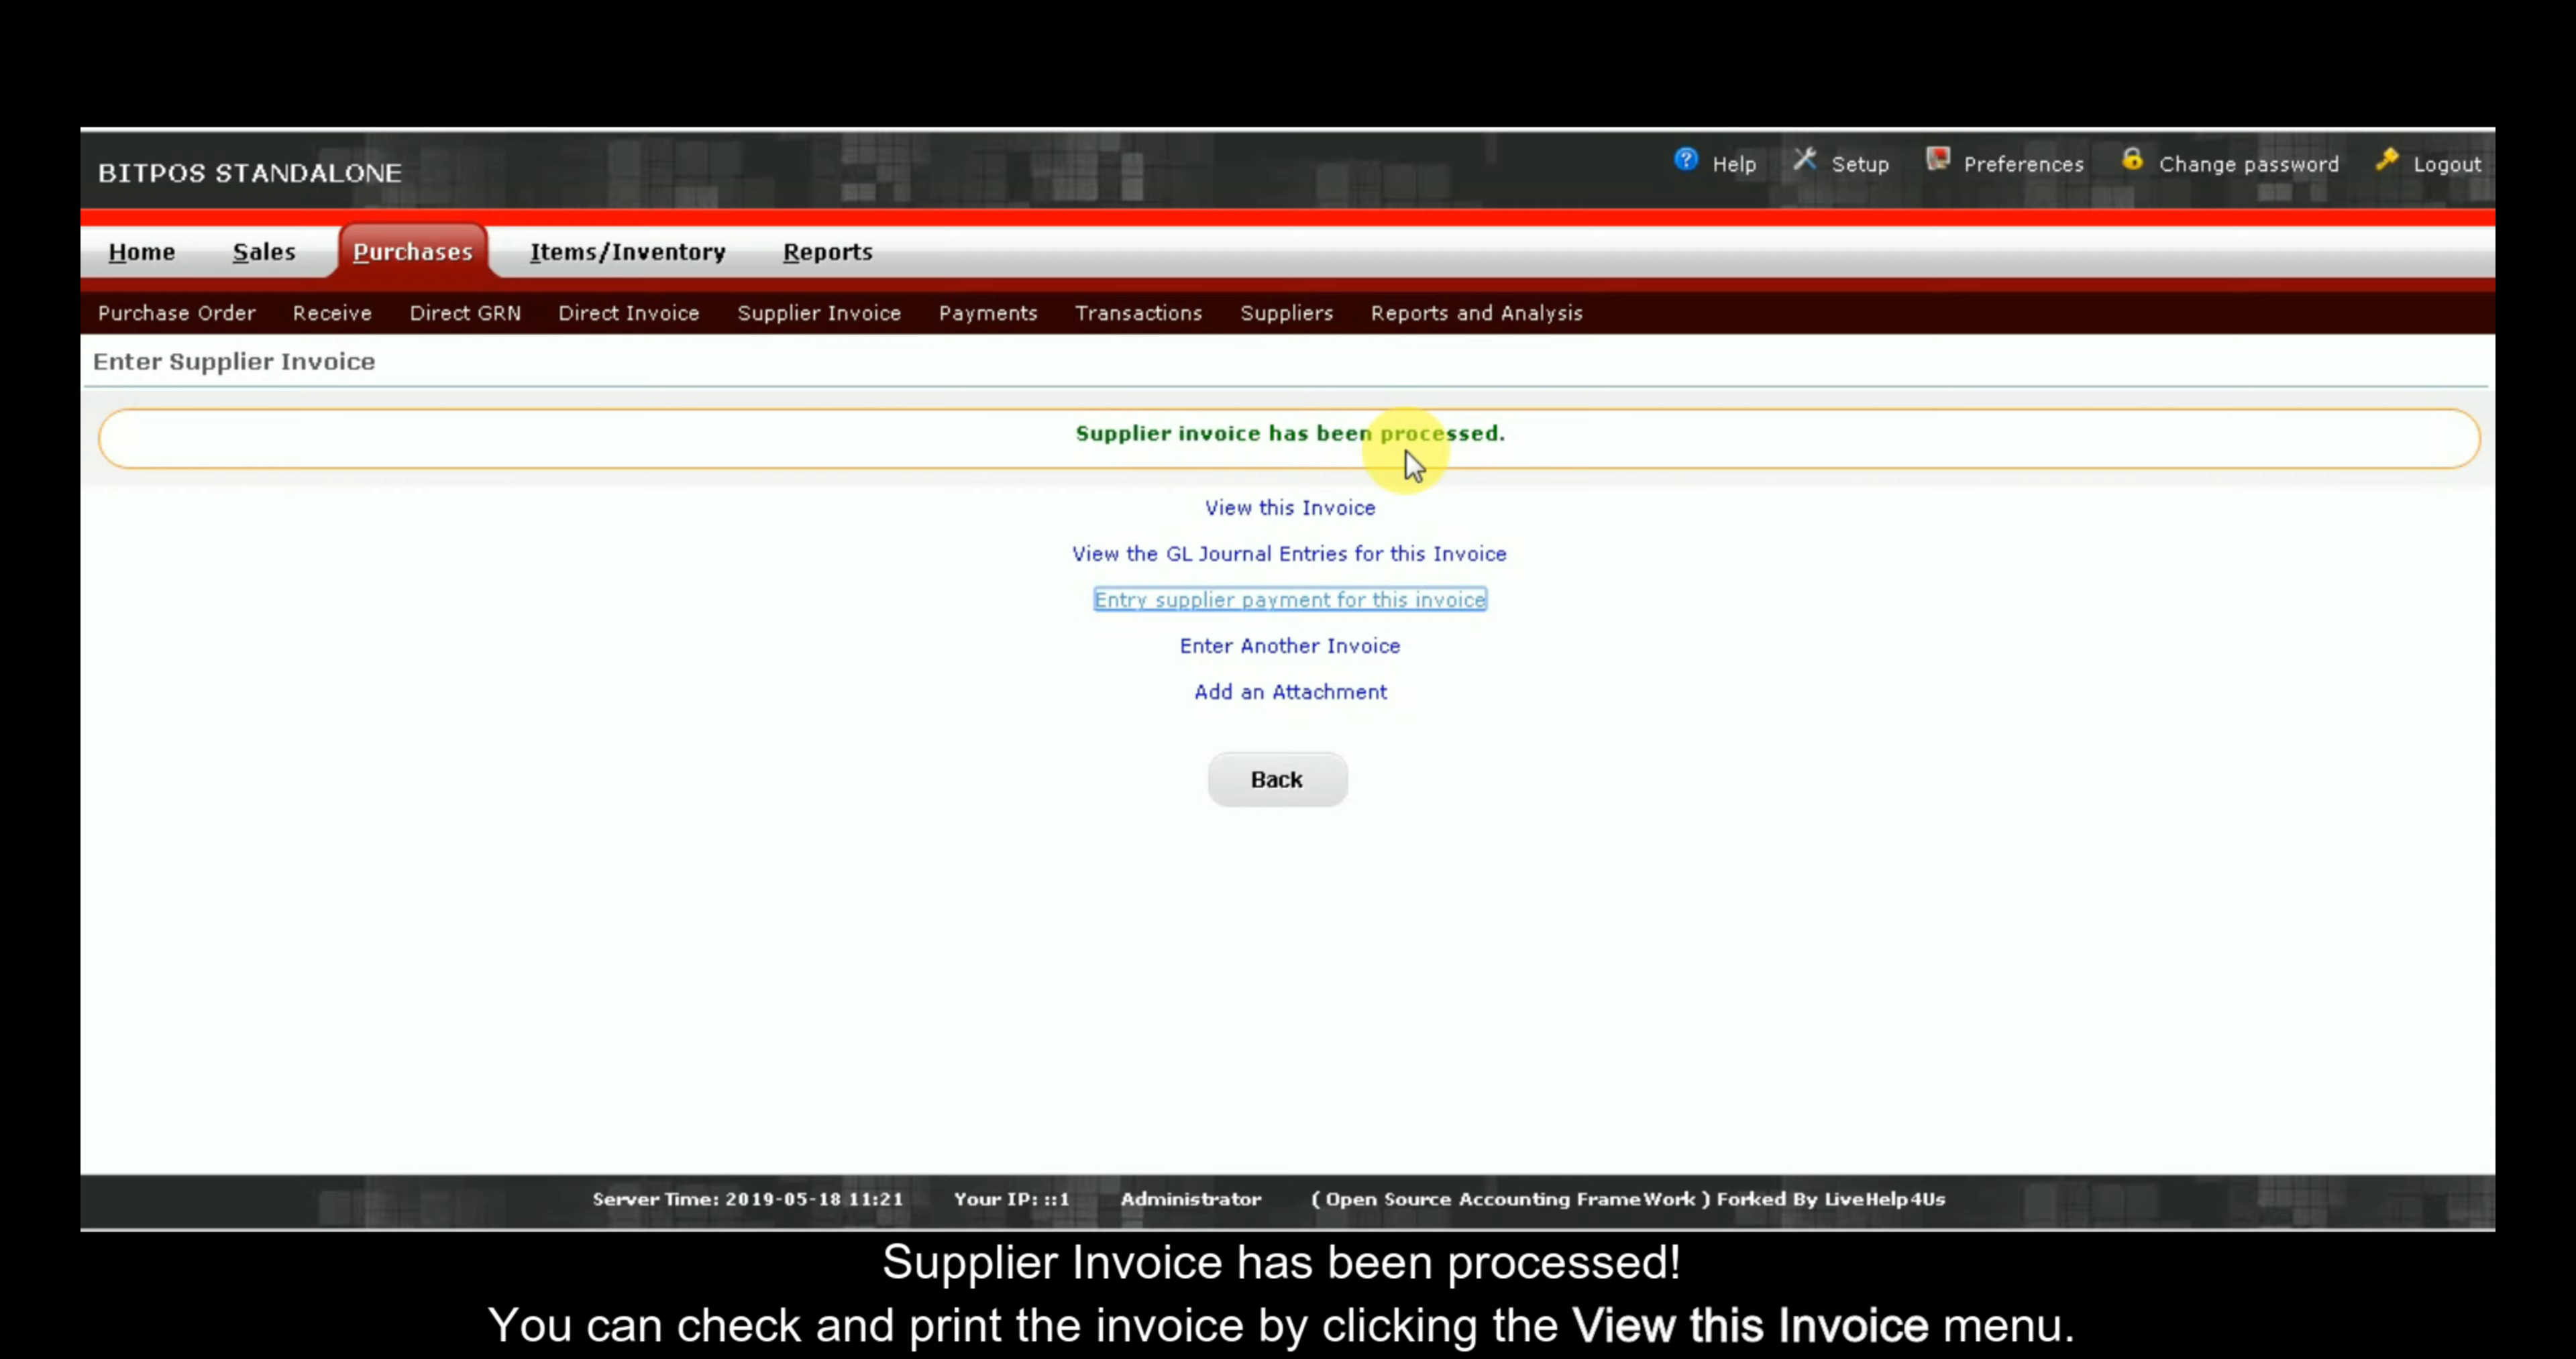 BITPOS STANDALONE
Help Setup Preferences Change password Logout
Home Sales Purchases Items/Inventory Reports
Purchase Order Receive Direct GRN Direct Invoice Supplier Invoice Payments Transactions Suppliers Reports and Analysis
Enter Supplier Invoice
Supplier invoice has been processed.
View this Invoice
View the GL Journal Entries for this Invoice
Entry supplier payment for this invoice
Enter Another Invoice
Add an Attachment
Back
Server Time: 2019-05-18 11:21 Your IP: ::1 Administrator ( Open Source Accounting FrameWork ) Forked By LiveHelp4Us
Supplier Invoice has been processed!
You can check and print the invoice by clicking the View this Invoice menu.